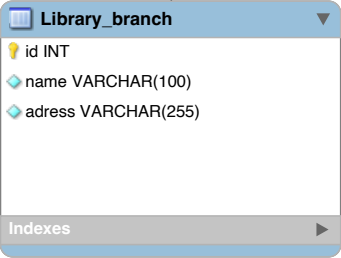 Library_branch
id INT
name VARCHAR(100)
adress VARCHAR(255)
Indexes